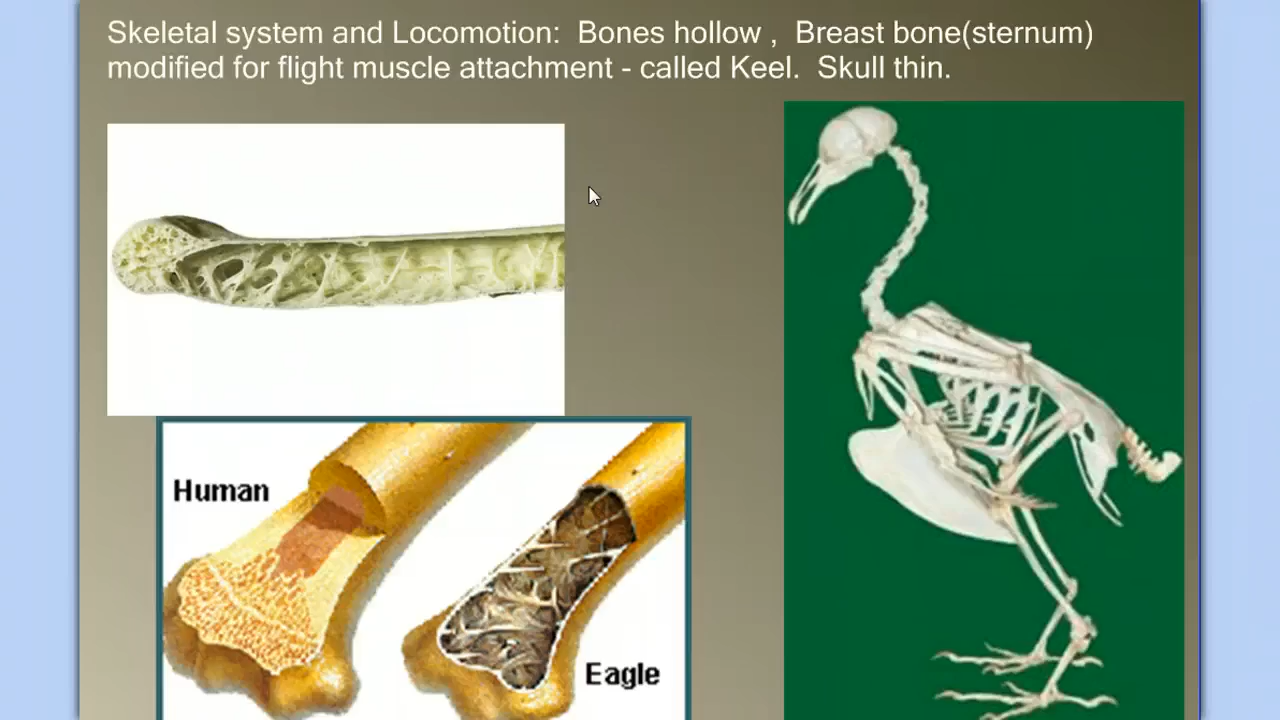 Skeletal system and Locomotion:  Bones hollow ,  Breast bone(sternum)
modified for flight muscle attachment - called Keel.  Skull thin.
Human
Eagle